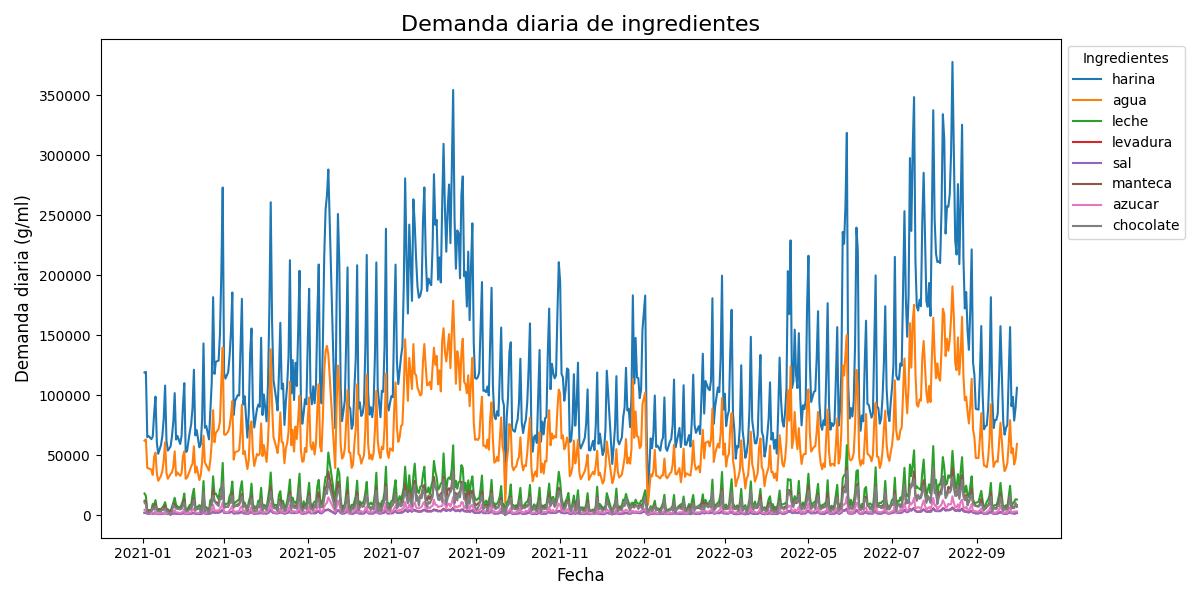 Demanda diaria de ingredientes
Demanda diaria (g/ml)
350000
300000
250000
200000
150000
100000
50000
0
2021-01
2021-03
2021-05
2021-07
2021-09
2021-11
2022-01
2022-03
2022-05
2022-07
2022-09
Fecha
Ingredientes
harina
agua
leche
levadura
sal
manteca
azucar
chocolate